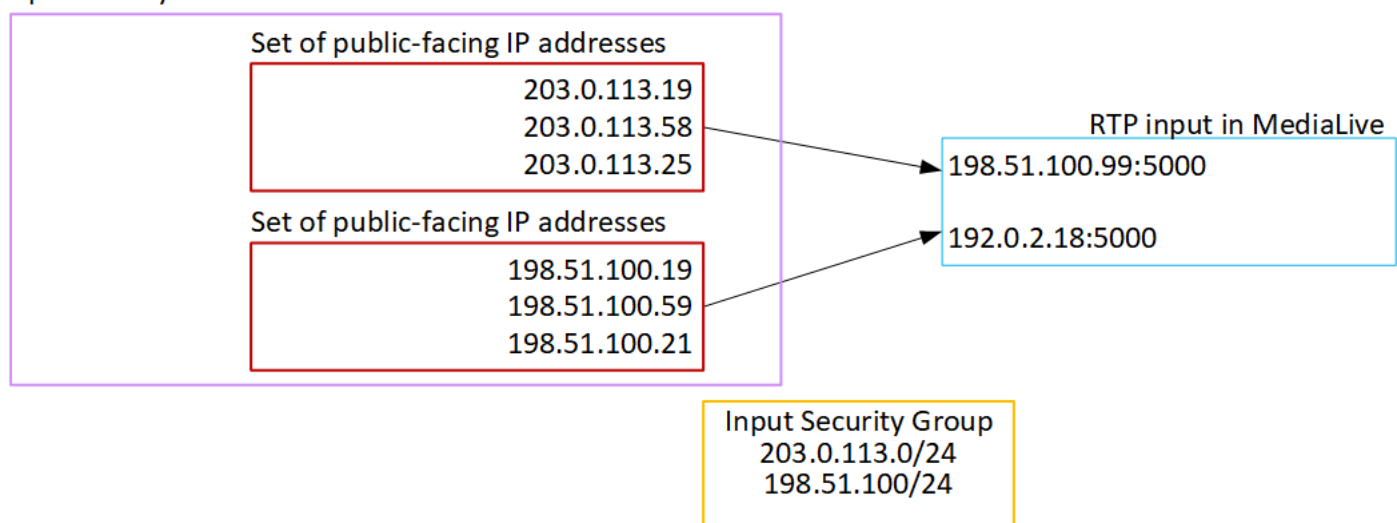 Set of public-facing IP addresses
203.0.113.19
203.0.113.58
203.0.113.25
Set of public-facing IP addresses
198.51.100.19
198.51.100.59
198.51.100.21
RTP input in MediaLive
198.51.100.99:5000
192.0.2.18:5000
Input Security Group
203.0.113.0/24
198.51.100/24